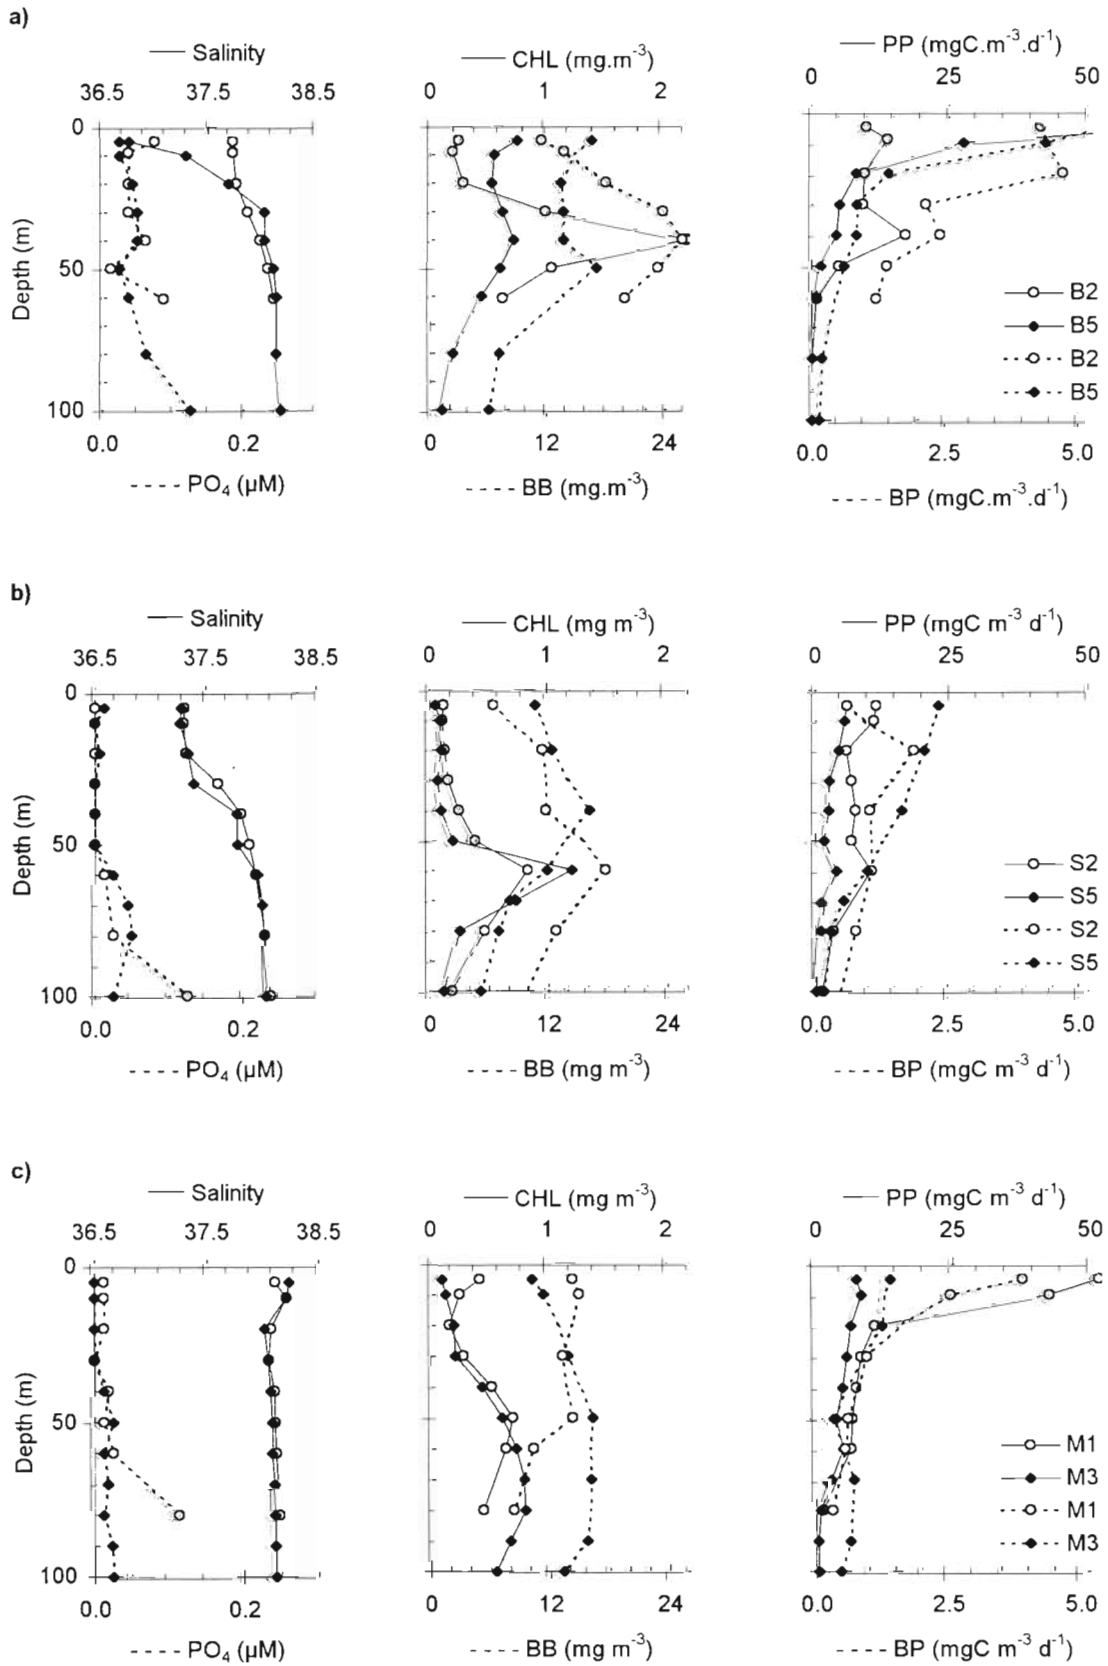 a)
Salinity
36.5 37.5 38.5
CHL (mg.m-3)
0 1 2
PP (mgC.m-3.d-1)
0 25 50
Depth (m)
0
50
100
0.0 0.2
PO4 (µM)
0 12 24
BB (mg.m-3)
0.0 2.5 5.0
BP (mgC.m-3.d-1)
B2
B5
B2
B5
b)
Salinity
36.5 37.5 38.5
CHL (mg m-3)
0 1 2
PP (mgC m-3 d-1)
0 25 50
Depth (m)
0
50
100
0.0 0.2
PO4 (µM)
0 12 24
BB (mg m-3)
0.0 2.5 5.0
BP (mgC m-3 d-1)
S2
S5
S2
S5
c)
Salinity
36.5 37.5 38.5
CHL (mg m-3)
0 1 2
PP (mgC m-3 d-1)
0 25 50
Depth (m)
0
50
100
0.0 0.2
PO4 (µM)
0 12 24
BB (mg m-3)
0.0 2.5 5.0
BP (mgC m-3 d-1)
M1
M3
M1
M3